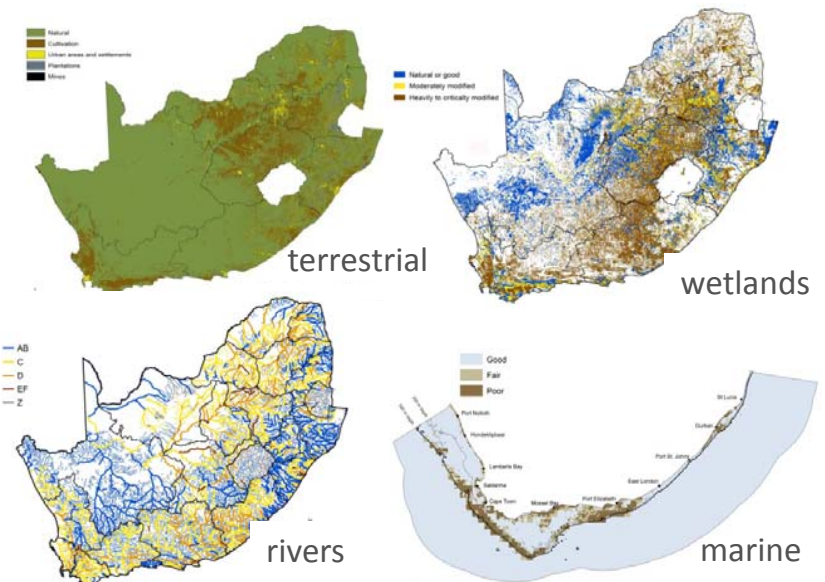 Natural
Cultivation
Urban areas and settlements
Plantations
Mines
terrestrial
Natural or good
Moderately modified
Heavily to critically modified
wetlands
AB
C
D
EF
Z
rivers
Good
Fair
Poor
Port Nolloth
Hondeklipbaai
Lamberts Bay
Saldanha
Cape Town
Mossel Bay
Port Elizabeth
East London
Port St. Johns
Durban
St Lucia
marine